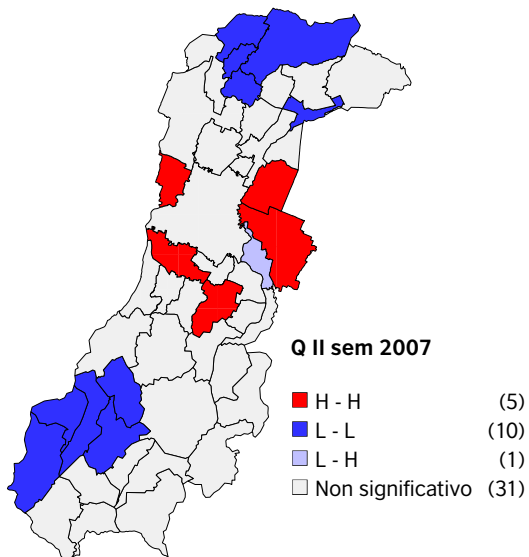 Q II sem 2007
H - H (5)
L - L (10)
L - H (1)
Non significativo (31)